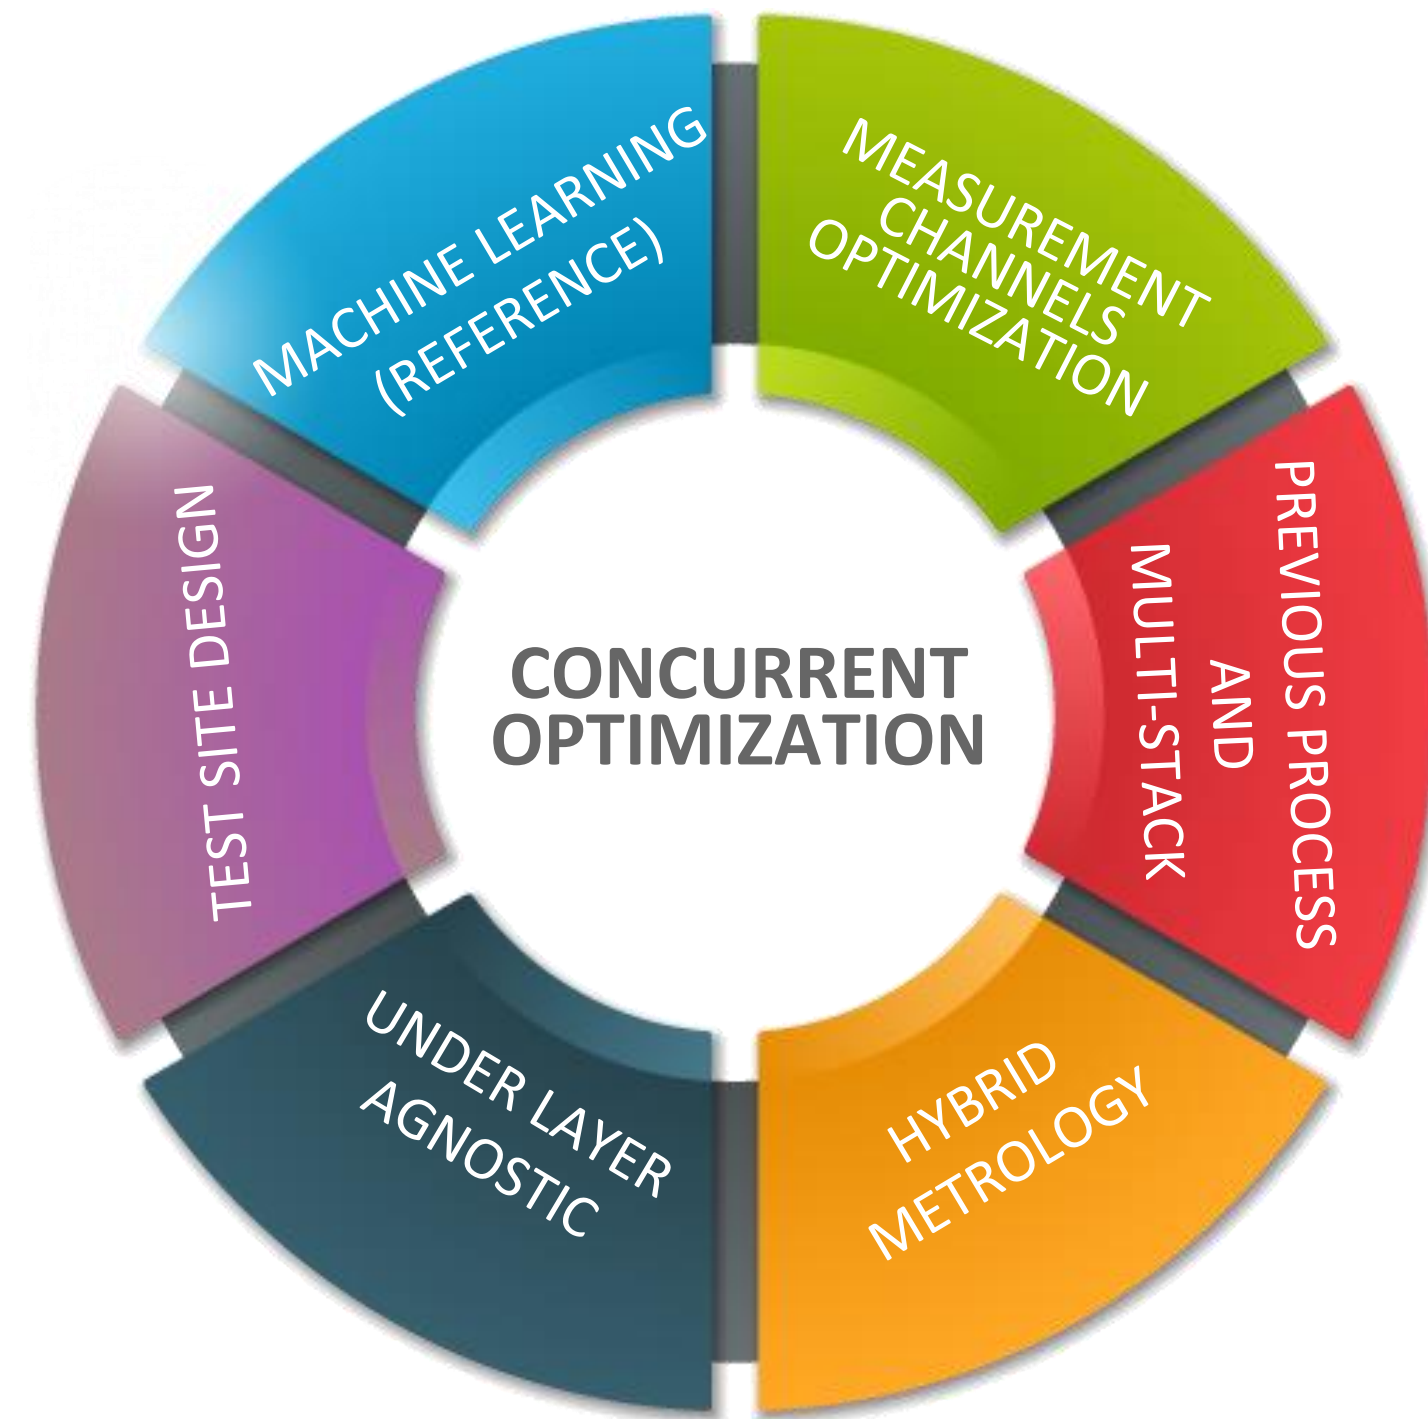 MACHINE LEARNING
(REFERENCE)
MEASUREMENT
CHANNELS
OPTIMIZATION
PREVIOUS PROCESS
AND
MULTI-STACK
HYBRID
METROLOGY
UNDER LAYER
AGNOSTIC
TEST SITE DESIGN
CONCURRENT
OPTIMIZATION